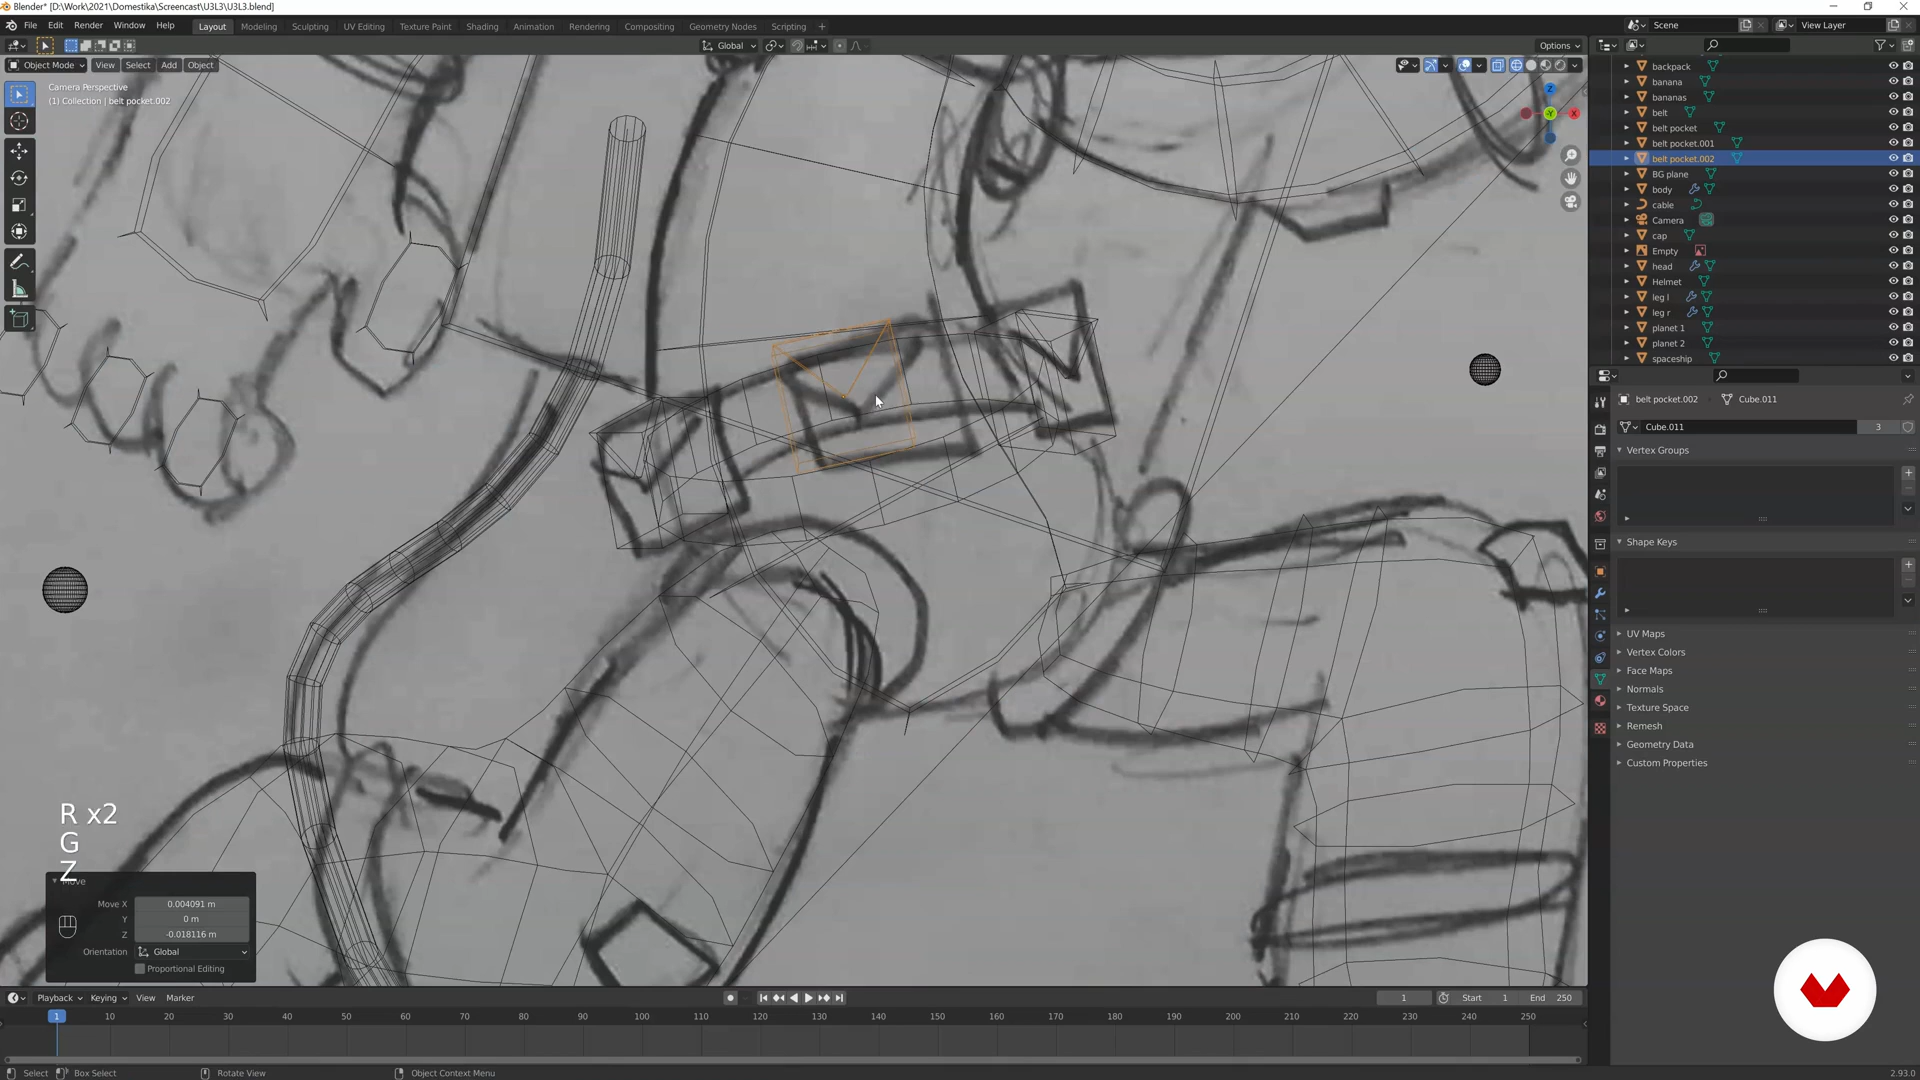 Blender* [D:\Work\2021\Domestika\Screencast\U3L3\U3L3.blend]
File Edit Render Window Help Layout Modeling Sculpting UV Editing Texture Paint Shading Animation Rendering Compositing Geometry Nodes Scripting + Scene View Layer
Global Options
Object Mode View Select Add Object
Camera Perspective
(1) Collection | belt pocket.002
Z
X
Y
backpack
banana
bananas
belt
belt pocket
belt pocket.001
belt pocket.002
BG plane
body
cable
Camera
cap
Empty
head
Helmet
leg l
leg r
planet 1
planet 2
spaceship
belt pocket.002 Cube.011
Cube.011 3
Vertex Groups
Shape Keys
UV Maps
Vertex Colors
Face Maps
Normals
Texture Space
Remesh
Geometry Data
Custom Properties
R x2
G
Z
Move
Move X 0.004091 m
Y 0 m
Z -0.018116 m
Orientation Global
Proportional Editing
Playback Keying View Marker 1 Start 1 End 250
1 10 20 30 40 50 60 70 80 90 100 110 120 130 140 150 160 170 180 190 200 210 220 230 240 250
Select Box Select Rotate View Object Context Menu 2.93.0